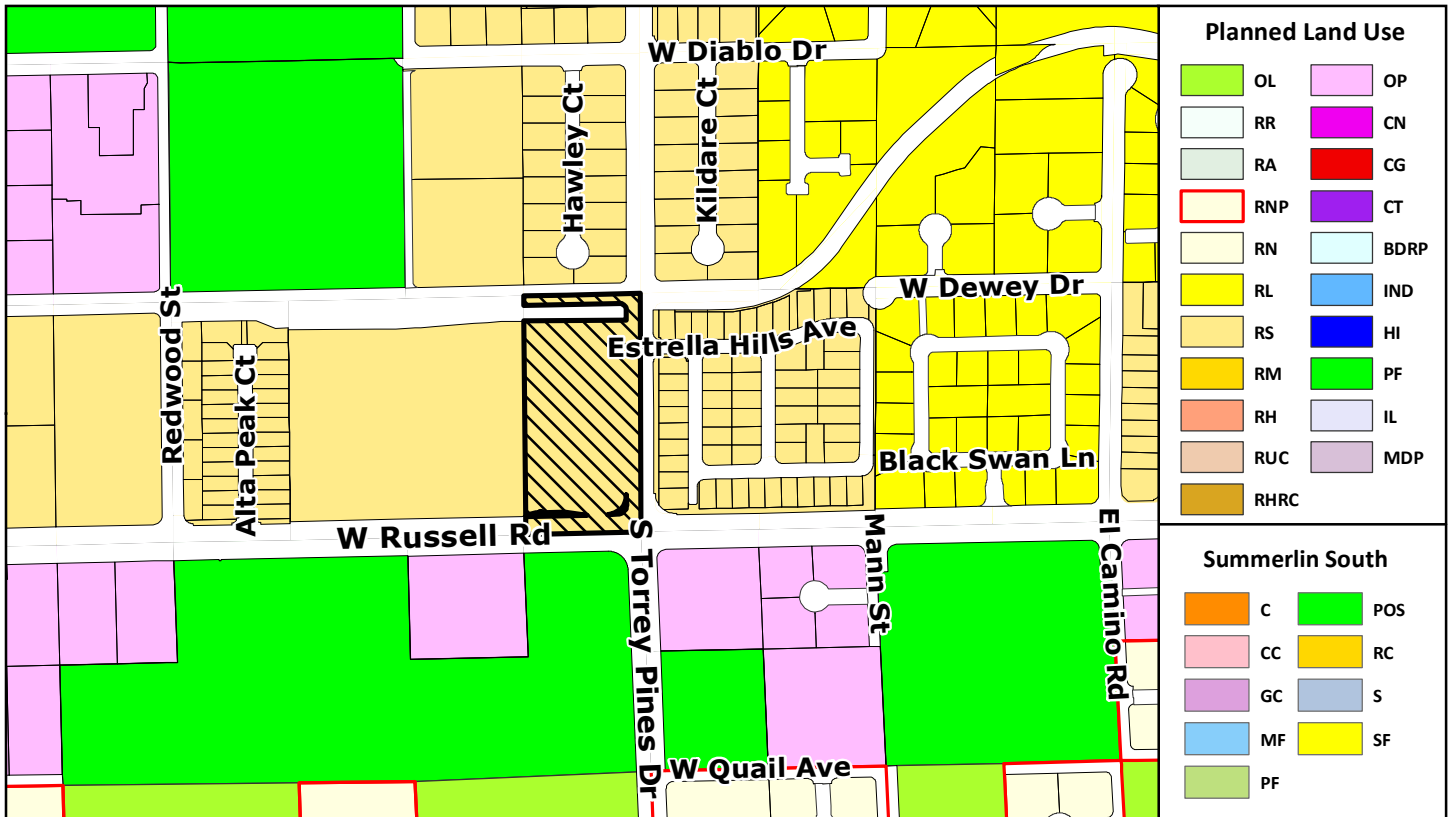 W Diablo Dr
Hawley Ct
Kildare Ct
W Dewey Dr
Redwood St
Estrella Hills Ave
Alta Peak Ct
Black Swan Ln
W Russell Rd
S Torrey Pines Dr
Mann St
El Camino Rd
W Quail Ave
Planned Land Use
OL OP
RR CN
RA CG
RNP CT
RN BDRP
RL IND
RS HI
RM PF
RH IL
RUC MDP
RHRC
Summerlin South
C POS
CC RC
GC S
MF SF
PF